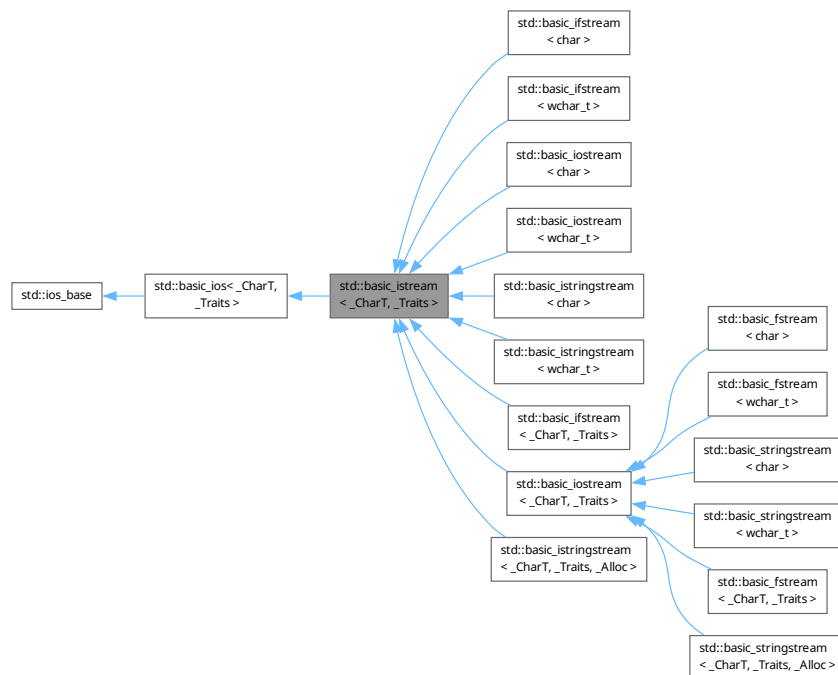 std::ios_base
std::basic_ios< _CharT,
_Traits >
std::basic_istream
< _CharT, _Traits >
std::basic_ifstream
< char >
std::basic_ifstream
< wchar_t >
std::basic_iostream
< char >
std::basic_iostream
< wchar_t >
std::basic_istringstream
< char >
std::basic_istringstream
< wchar_t >
std::basic_ifstream
< _CharT, _Traits >
std::basic_iostream
< _CharT, _Traits >
std::basic_istringstream
< _CharT, _Traits, _Alloc >
std::basic_fstream
< char >
std::basic_fstream
< wchar_t >
std::basic_stringstream
< char >
std::basic_stringstream
< wchar_t >
std::basic_fstream
< _CharT, _Traits >
std::basic_stringstream
< _CharT, _Traits, _Alloc >